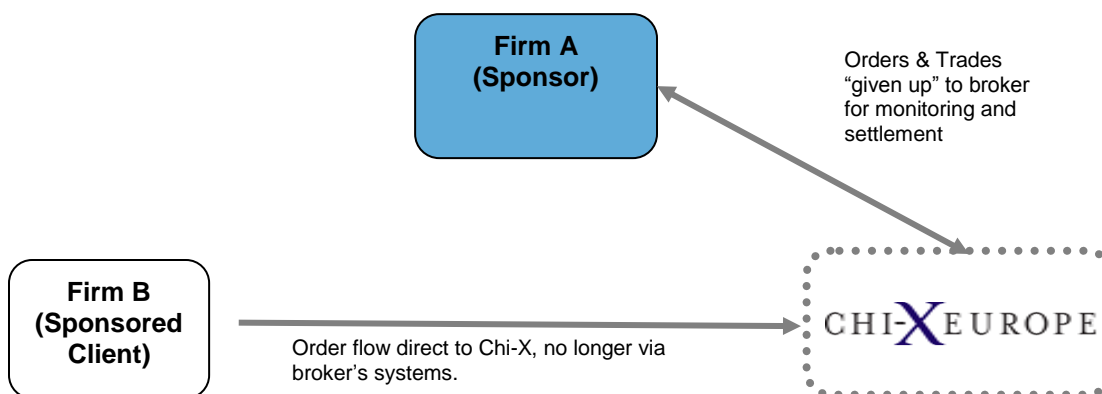 Firm A
(Sponsor)
Orders & Trades
“given up” to broker
for monitoring and
settlement
Firm B
(Sponsored
Client)
Order flow direct to Chi-X, no longer via
broker’s systems.
CHI-XEUROPE